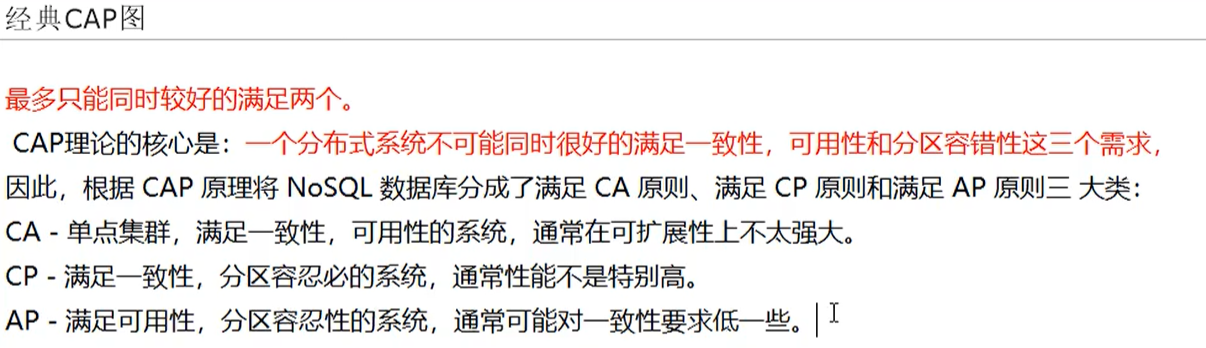 经典CAP图
最多只能同时较好的满足两个。
CAP理论的核心是：一个分布式系统不可能同时很好的满足一致性，可用性和分区容错性这三个需求，
因此，根据 CAP 原理将 NoSQL 数据库分成了满足 CA 原则、满足 CP 原则和满足 AP 原则三 大类：
CA - 单点集群，满足一致性，可用性的系统，通常在可扩展性上不太强大。
CP - 满足一致性，分区容忍必的系统，通常性能不是特别高。
AP - 满足可用性，分区容忍性的系统，通常可能对一致性要求低一些。